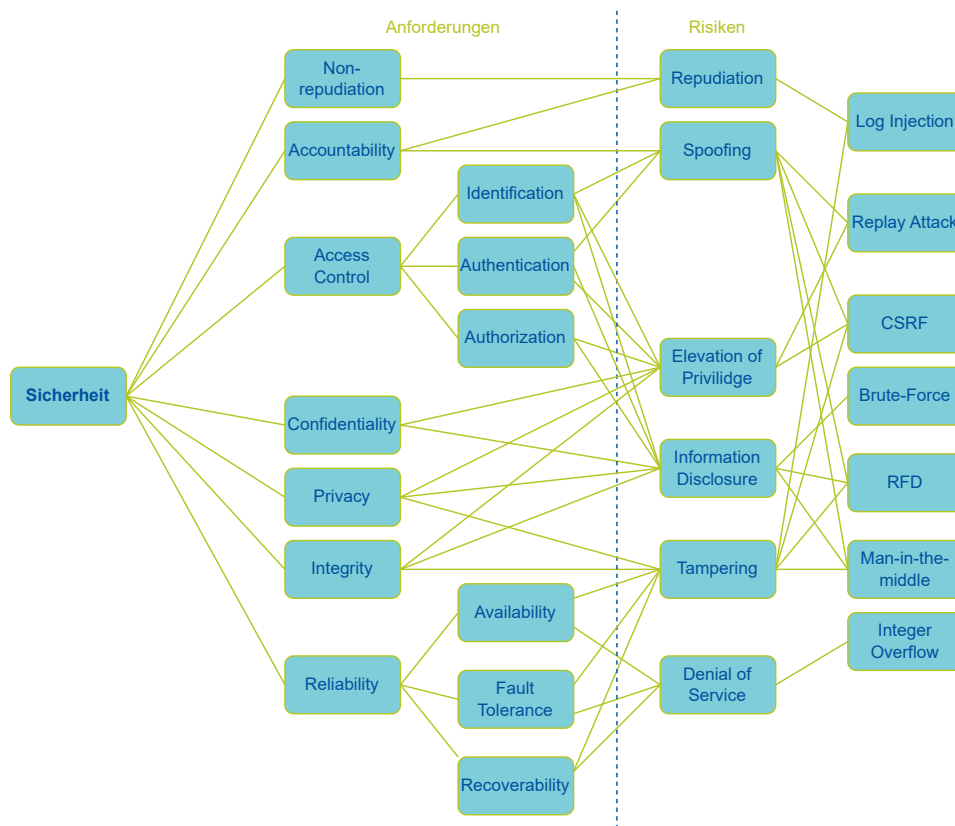 Anforderungen
Risiken
Non-
repudiation
Repudiation
Log Injection
Accountability
Spoofing
Identification
Replay Attack
Access
Control
Authentication
Authorization
CSRF
Elevation of
Privilidge
Sicherheit
Brute-Force
Confidentiality
Information
Disclosure
Privacy
RFD
Integrity
Tampering
Man-in-the-
middle
Availability
Integer
Overflow
Reliability
Fault
Tolerance
Denial of
Service
Recoverability